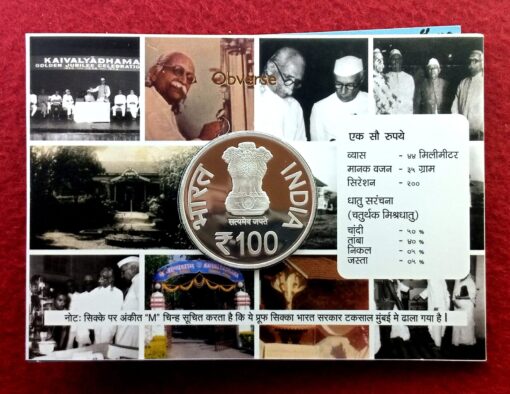 KAIVALYADHAMA
GOLDEN JUBILEE CELEBRATION
Obverse
एक सौ रुपये
व्यास - ४४ मिलीमीटर
मानक वजन - ३५ ग्राम
सिरेशन - २००
धातु सरंचना
(चतुर्थक मिश्रधातु)
चांदी - ५० %
तांबा - ४० %
निकल - ०५ %
जस्ता - ०५ %
भारत
INDIA
सत्यमेव जयते
₹100
नोट: सिक्के पर अंकीत "M" चिन्ह सूचित करता है कि ये प्रूफ सिक्का भारत सरकार टकसाल मुंबई मे ढाला गया है |